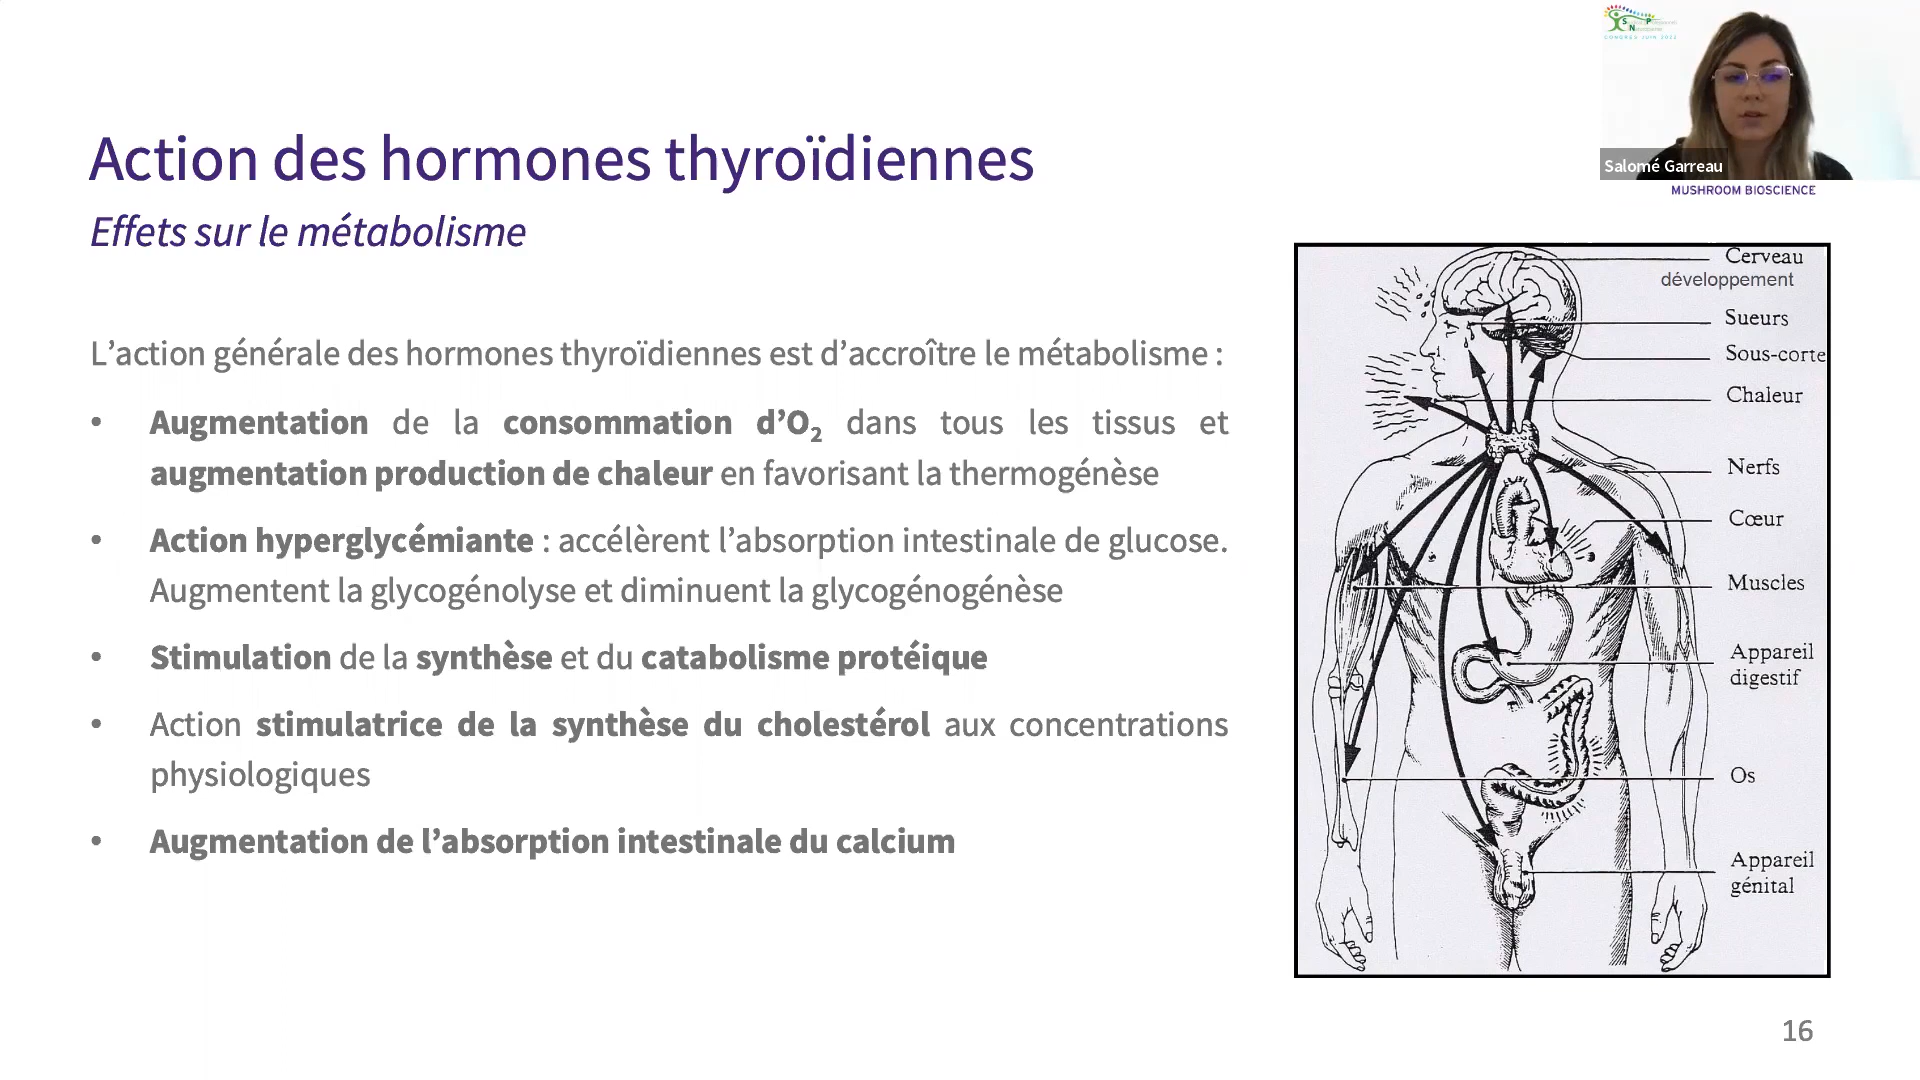 Action des hormones thyroïdiennes
Effets sur le métabolisme
L’action générale des hormones thyroïdiennes est d’accroître le métabolisme :
• Augmentation de la consommation d’O2 dans tous les tissus et
augmentation production de chaleur en favorisant la thermogénèse
• Action hyperglycémiante : accélèrent l’absorption intestinale de glucose.
Augmentent la glycogénolyse et diminuent la glycogénogénèse
• Stimulation de la synthèse et du catabolisme protéique
• Action stimulatrice de la synthèse du cholestérol aux concentrations
physiologiques
• Augmentation de l’absorption intestinale du calcium
Salomé Garreau
MUSHROOM BIOSCIENCE
Cerveau
développement
Sueurs
Sous-corte
Chaleur
Nerfs
Cœur
Muscles
Appareil
digestif
Os
Appareil
génital
16